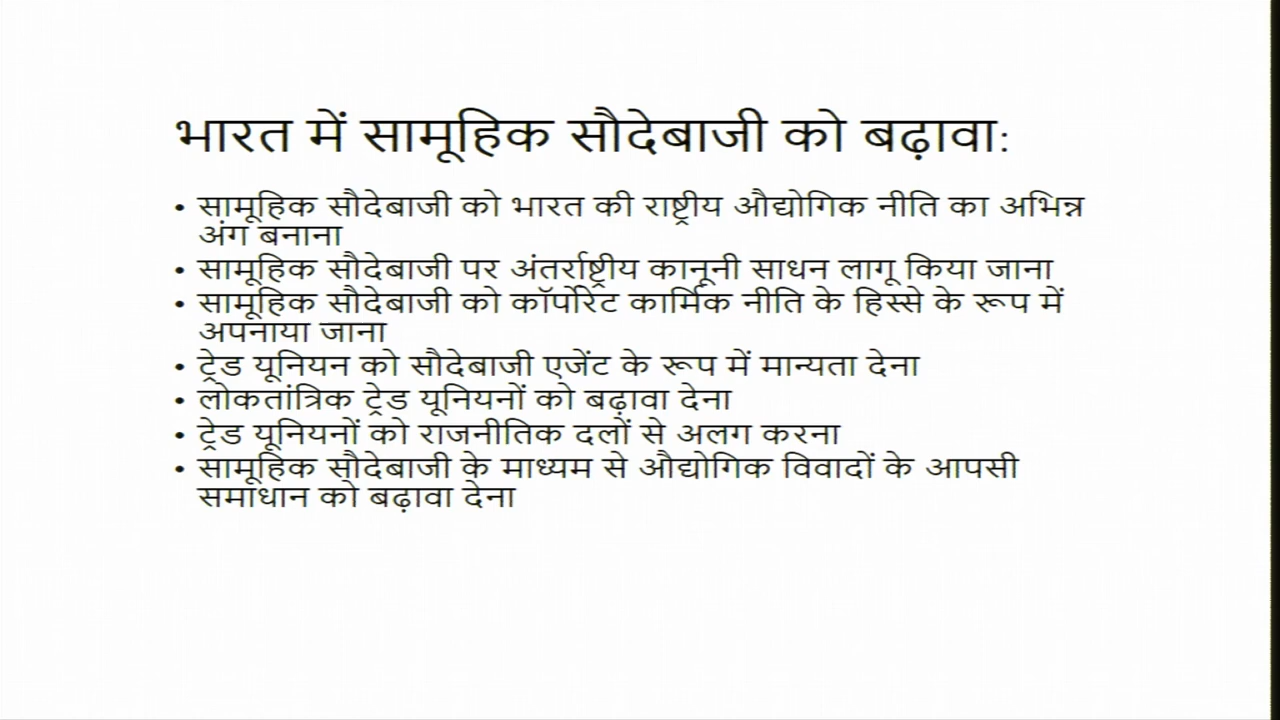 भारत में सामूहिक सौदेबाजी को बढ़ावा:
• सामूहिक सौदेबाजी को भारत की राष्ट्रीय औद्योगिक नीति का अभिन्न
अंग बनाना
• सामूहिक सौदेबाजी पर अंतर्राष्ट्रीय कानूनी साधन लागू किया जाना
• सामूहिक सौदेबाजी को कॉर्पोरेट कार्मिक नीति के हिस्से के रूप में
अपनाया जाना
• ट्रेड यूनियन को सौदेबाजी एजेंट के रूप में मान्यता देना
• लोकतांत्रिक ट्रेड यूनियनों को बढ़ावा देना
• ट्रेड यूनियनों को राजनीतिक दलों से अलग करना
• सामूहिक सौदेबाजी के माध्यम से औद्योगिक विवादों के आपसी
समाधान को बढ़ावा देना